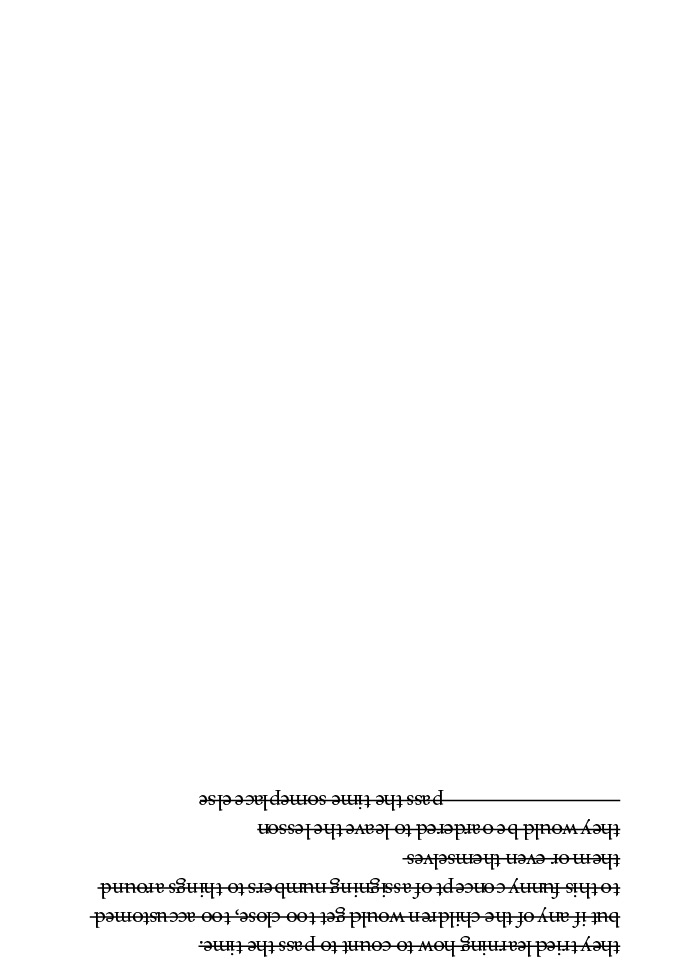 they tried learning how to count to pass the time.
but if any of the children would get too close, too accustomed
to this funny concept of assigning numbers to things around
them or even themselves
they would be oardered to leave the lesson
pass the time someplace else